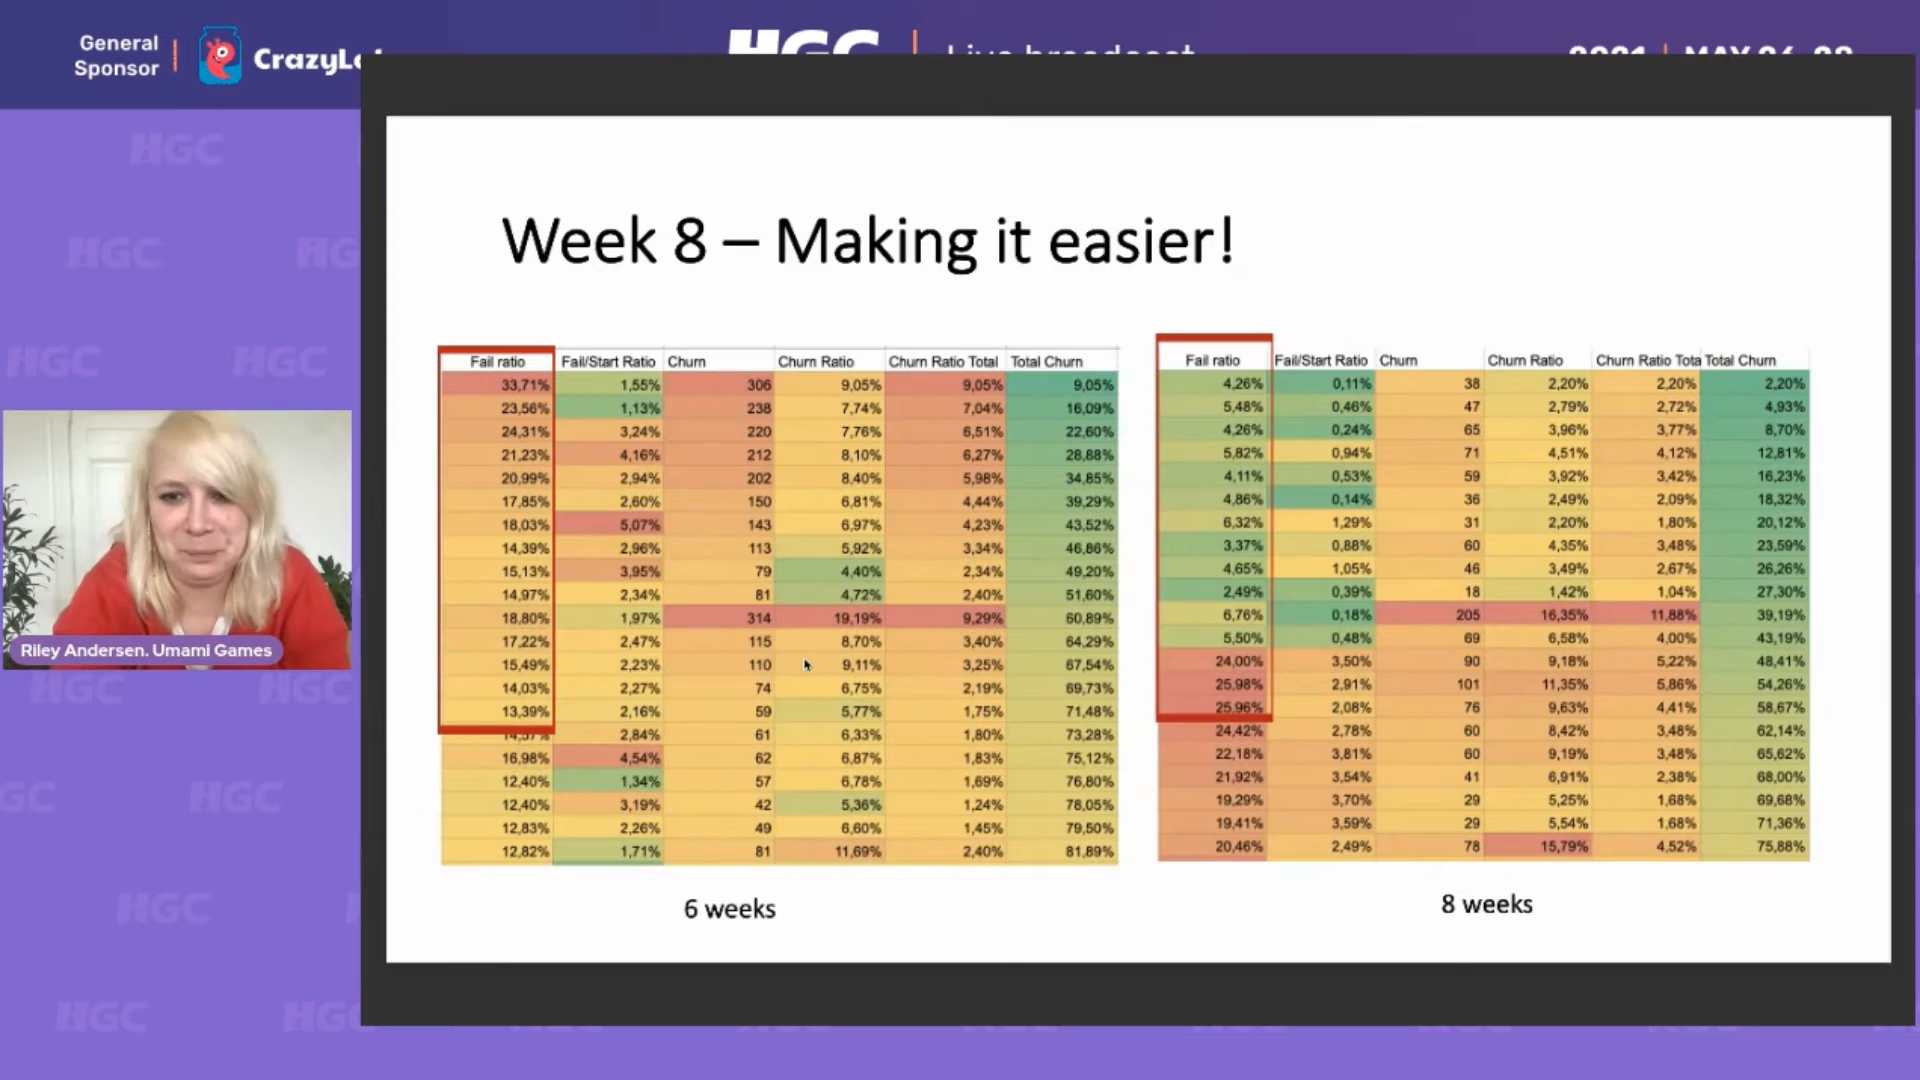 General
Sponsor
CrazyL
HGC
Live broadcast
2021 | MAY
HGC
HGC
HGC
HGC
HGC
HGC
HGC
HGC
HGC
HGC
HGC
Week 8 – Making it easier!
Fail ratio Fail/Start Ratio Churn Churn Ratio Churn Ratio Total Total Churn
33,71% 1,55% 306 9,05% 9,05% 9,05%
23,56% 1,13% 238 7,74% 7,04% 16,09%
24,31% 3,24% 220 7,76% 6,51% 22,60%
21,23% 4,16% 212 8,10% 6,27% 28,88%
20,99% 2,94% 202 8,40% 5,98% 34,85%
17,85% 2,60% 150 6,81% 4,44% 39,29%
18,03% 5,07% 143 6,97% 4,23% 43,52%
14,39% 2,96% 113 5,92% 3,34% 46,86%
15,13% 3,95% 79 4,40% 2,34% 49,20%
14,97% 2,34% 81 4,72% 2,40% 51,60%
18,80% 1,97% 314 19,19% 9,29% 60,89%
17,22% 2,47% 115 8,70% 3,40% 64,29%
15,49% 2,23% 110 9,11% 3,25% 67,54%
14,03% 2,27% 74 6,75% 2,19% 69,73%
13,39% 2,16% 59 5,77% 1,75% 71,48%
2,84% 61 6,33% 1,80% 73,28%
16,98% 4,54% 62 6,87% 1,83% 75,12%
12,40% 1,34% 57 6,78% 1,69% 76,80%
12,40% 3,19% 42 5,36% 1,24% 78,05%
12,83% 2,26% 49 6,60% 1,45% 79,50%
12,82% 1,71% 81 11,69% 2,40% 81,89%
6 weeks
Fail ratio Fail/Start Ratio Churn Churn Ratio Churn Ratio Tota Total Churn
4,26% 0,11% 38 2,20% 2,20% 2,20%
5,48% 0,46% 47 2,79% 2,72% 4,93%
4,26% 0,24% 65 3,96% 3,77% 8,70%
5,82% 0,94% 71 4,51% 4,12% 12,81%
4,11% 0,53% 59 3,92% 3,42% 16,23%
4,86% 0,14% 36 2,49% 2,09% 18,32%
6,32% 1,29% 31 2,20% 1,80% 20,12%
3,37% 0,88% 60 4,35% 3,48% 23,59%
4,65% 1,05% 46 3,49% 2,67% 26,26%
2,49% 0,39% 18 1,42% 1,04% 27,30%
6,76% 0,18% 205 16,35% 11,88% 39,19%
5,50% 0,48% 69 6,58% 4,00% 43,19%
24,00% 3,50% 90 9,18% 5,22% 48,41%
25,98% 2,91% 101 11,35% 5,86% 54,26%
25,96% 2,08% 76 9,63% 4,41% 58,67%
24,42% 2,78% 60 8,42% 3,48% 62,14%
22,18% 3,81% 60 9,19% 3,48% 65,62%
21,92% 3,54% 41 6,91% 2,38% 68,00%
19,29% 3,70% 29 5,25% 1,68% 69,68%
19,41% 3,59% 29 5,54% 1,68% 71,36%
20,46% 2,49% 78 15,79% 4,52% 75,88%
8 weeks
Riley Andersen. Umami Games